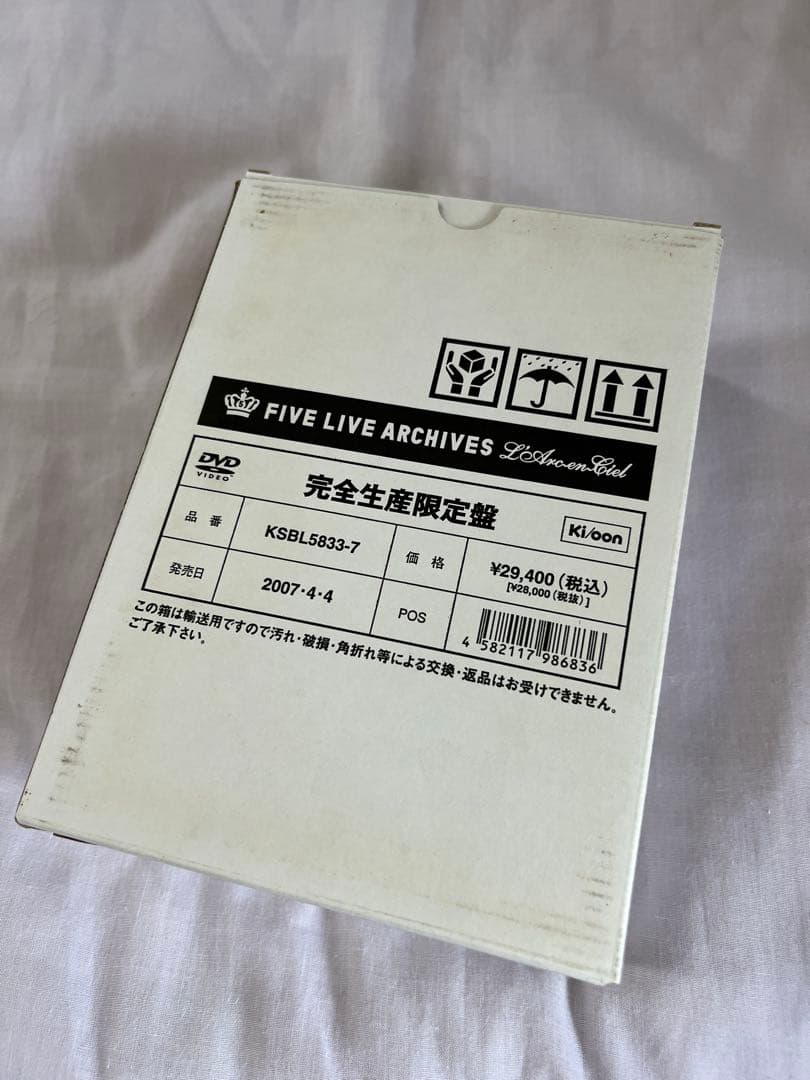 FIVE LIVE ARCHIVES L'Arc~en~Ciel
DVD
VIDEO
完全生産限定盤
Ki/oon
品番 KSBL5833-7 価格 ¥29,400(税込)
[¥28,000(税抜)]
発売日 2007・4・4 POS
4 582117 986836
この箱は輸送用ですので汚れ・破損・角折れ等による交換・返品はお受けできません。
ご了承下さい。